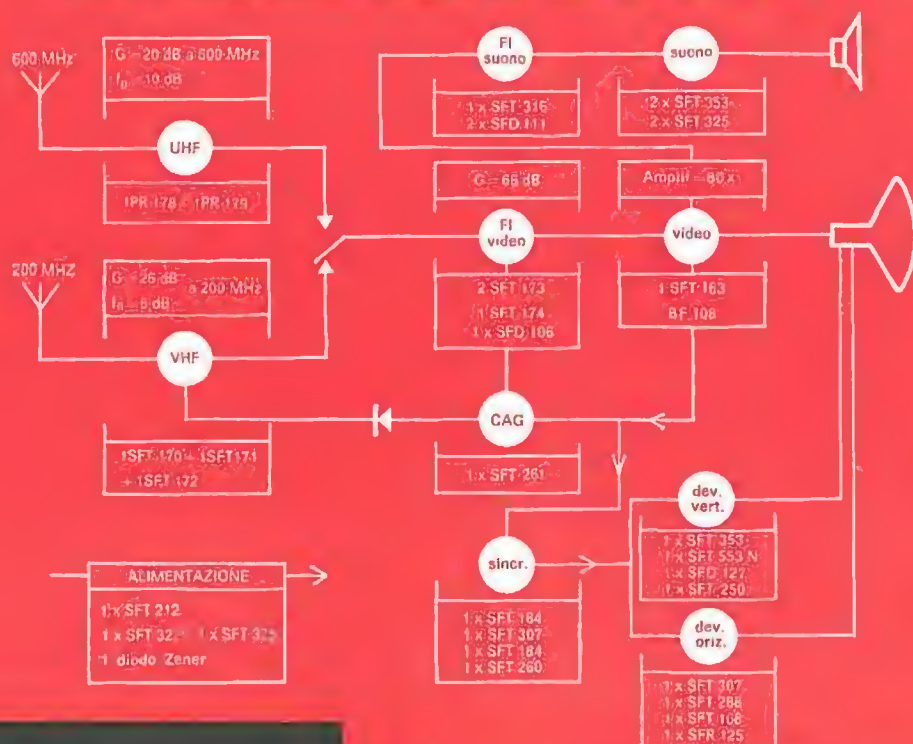 600 MHz
G = 20 dB a 600 MHz
10 dB
UHF
1PR 178 1PR 179
200 MHZ
G = 26 dB a 200 MHz
6 dB
VHF
1SFT 170 + 1SFT 171
+ 1SFT 172
FI
suono
1 x SFT 316
2 x SFD 111
suono
2 x SFT 353
2 x SFT 325
G = dB
FI
video
2 SFT 173
1 SFT 174
1 x SFD 106
Amplif = 80 x
video
1 SFT 163
BF 108
CAG
1 x SFT 261
sincr.
1 x SFT 184
1 x SFT 307
1 x SFT 184
1 x SFT 260
dev.
vert.
1 x SFT 353
1 x SFT 553 N
1 x SFD 127
1 x SFT 250
dev.
oriz.
1 x SFT 307
1 x SFT 288
1 x SFT 168
1 x SFR 125
ALIMENTAZIONE
1 x SFT 212
1 x SFT 32 1 x SFT 325
1 diodo Zener